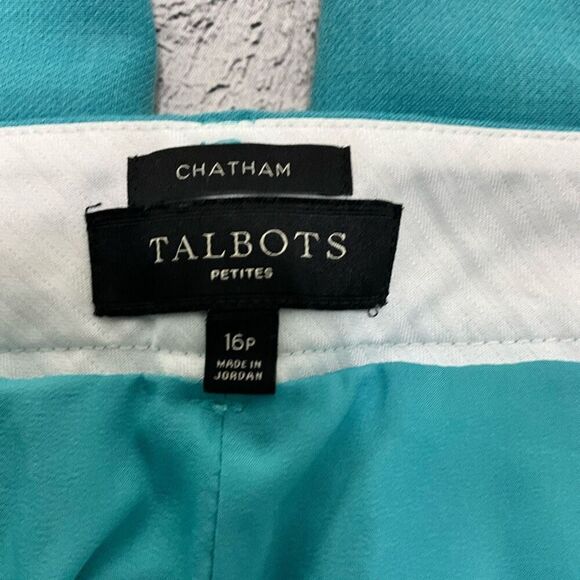 CHATHAM
TALBOTS
PETITES
16P
MADE IN
JORDAN